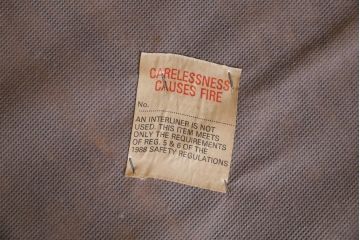 CARELESSNESS
CAUSES FIRE
No.
AN INTERLINER IS NOT
USED. THIS ITEM MEETS
ONLY THE REQUIREMENTS
OF REG. 5 & 6 OF THE
1988 SAFETY REGULATIONS